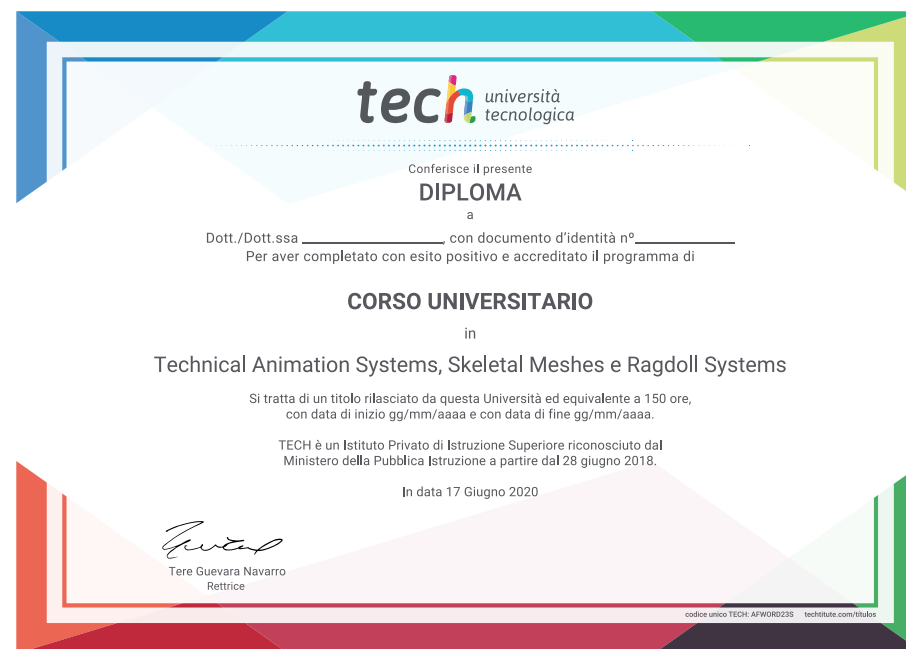 tech università
tecnologica
Conferisce il presente
DIPLOMA
a
Dott./Dott.ssa ____________________, con documento d'identità nº______________
Per aver completato con esito positivo e accreditato il programma di
CORSO UNIVERSITARIO
in
Technical Animation Systems, Skeletal Meshes e Ragdoll Systems
Si tratta di un titolo rilasciato da questa Università ed equivalente a 150 ore,
con data di inizio gg/mm/aaaa e con data di fine gg/mm/aaaa.
TECH è un Istituto Privato di Istruzione Superiore riconosciuto dal
Ministero della Pubblica Istruzione a partire dal 28 giugno 2018.
In data 17 Giugno 2020
Tere Guevara Navarro
Rettrice
codice unico TECH: AFWORD23S techtitute.com/titulos